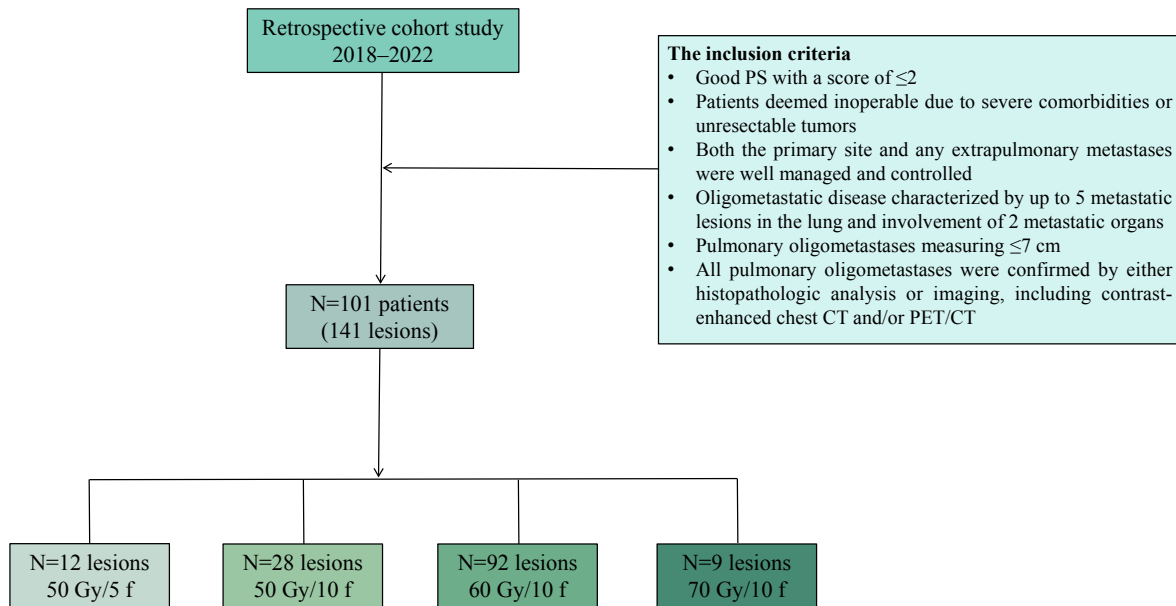 Retrospective cohort study
2018–2022
The inclusion criteria
• Good PS with a score of ≤2
• Patients deemed inoperable due to severe comorbidities or
unresectable tumors
• Both the primary site and any extrapulmonary metastases
were well managed and controlled
• Oligometastatic disease characterized by up to 5 metastatic
lesions in the lung and involvement of 2 metastatic organs
• Pulmonary oligometastases measuring ≤7 cm
• All pulmonary oligometastases were confirmed by either
histopathologic analysis or imaging, including contrast-
enhanced chest CT and/or PET/CT
N=101 patients
(141 lesions)
N=12 lesions
50 Gy/5 f
N=28 lesions
50 Gy/10 f
N=92 lesions
60 Gy/10 f
N=9 lesions
70 Gy/10 f